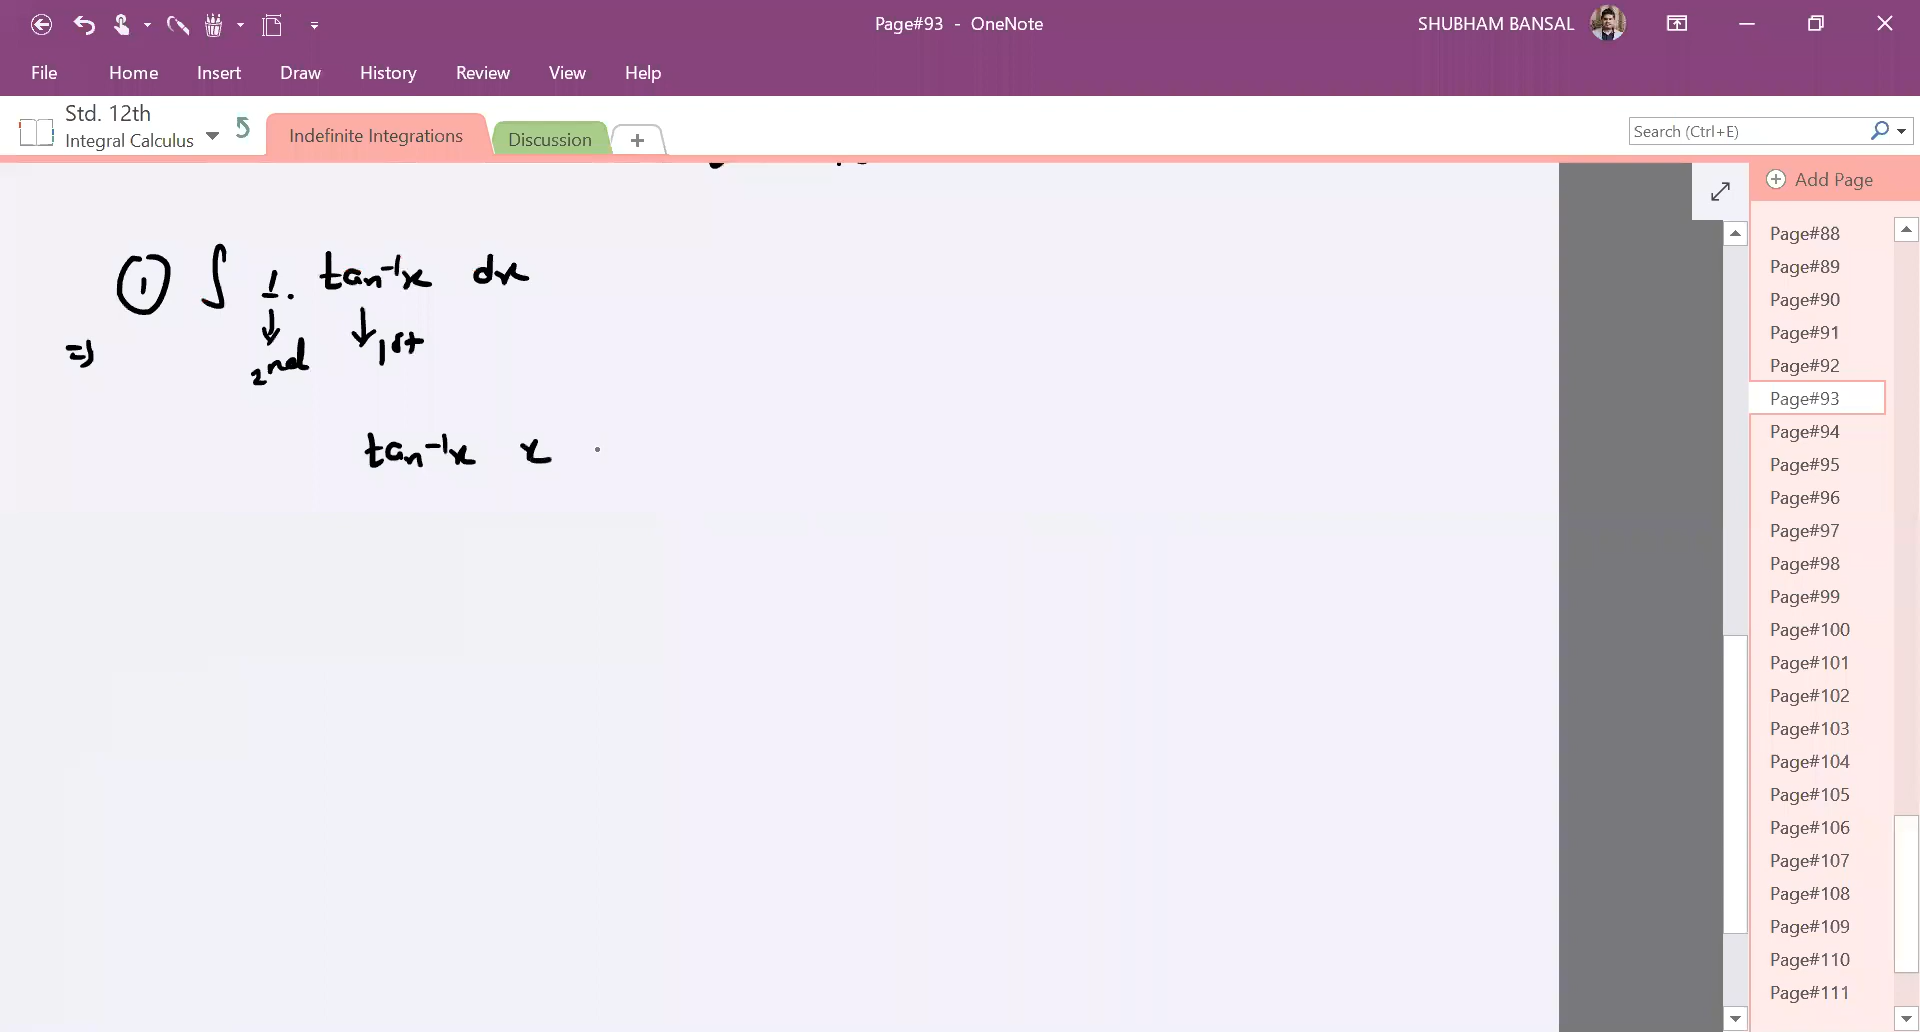 Page#93 - OneNote
SHUBHAM BANSAL
File Home Insert Draw History Review View Help
Std. 12th
Integral Calculus
Indefinite Integrations
Discussion
Search (Ctrl+E)
Add Page
① ∫ 1. tan⁻¹x dx
⇒ ↓ 2nd ↓ 1st
tan⁻¹x x
Page#88
Page#89
Page#90
Page#91
Page#92
Page#93
Page#94
Page#95
Page#96
Page#97
Page#98
Page#99
Page#100
Page#101
Page#102
Page#103
Page#104
Page#105
Page#106
Page#107
Page#108
Page#109
Page#110
Page#111